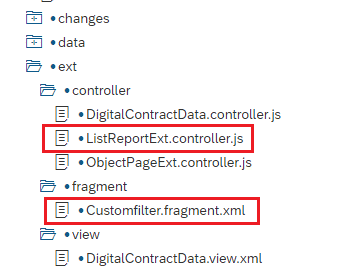 changes
data
ext
controller
DigitalContractData.controller.js
ListReportExt.controller.js
ObjectPageExt.controller.js
fragment
Customfilter.fragment.xml
view
DigitalContractData.view.xml